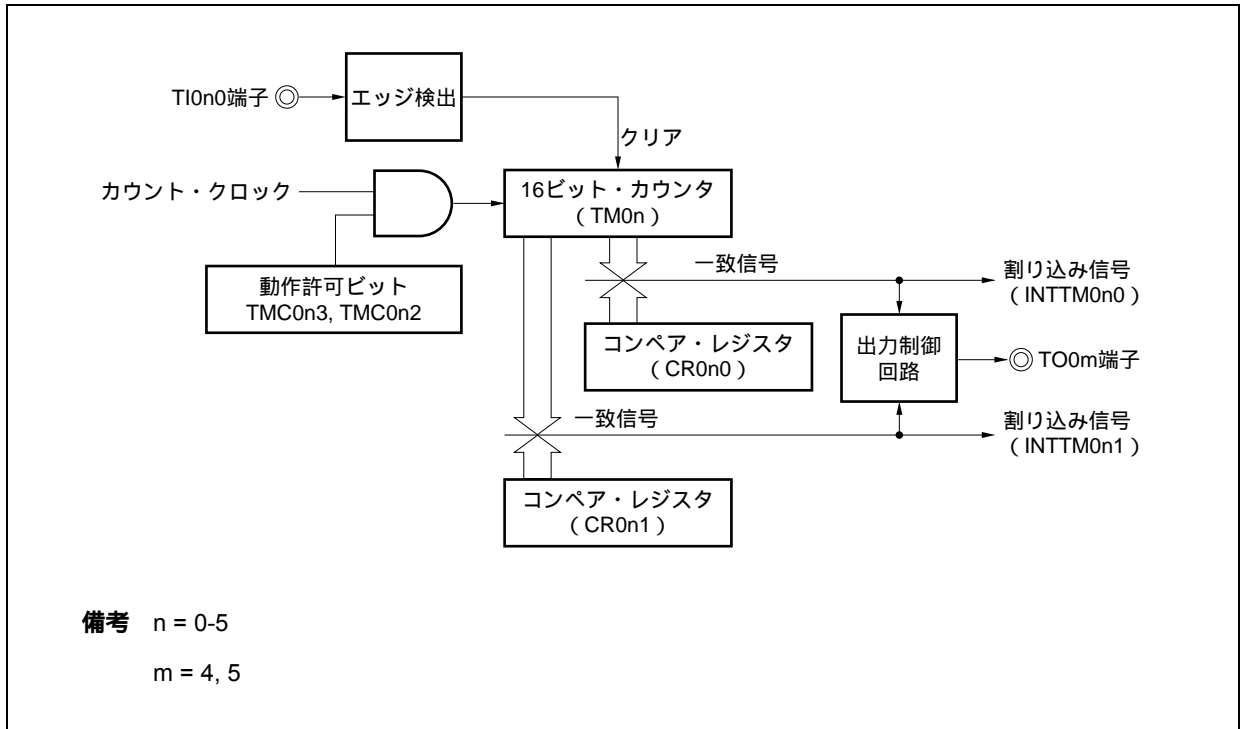 TI0n0端子
エッジ検出
クリア
カウント・クロック
16ビット・カウンタ
（TM0n）
動作許可ビット
TMC0n3, TMC0n2
一致信号
割り込み信号
（INTTM0n0）
コンペア・レジスタ
（CR0n0）
出力制御
回路
TO0m端子
一致信号
割り込み信号
（INTTM0n1）
コンペア・レジスタ
（CR0n1）
備考 n = 0-5
m = 4, 5